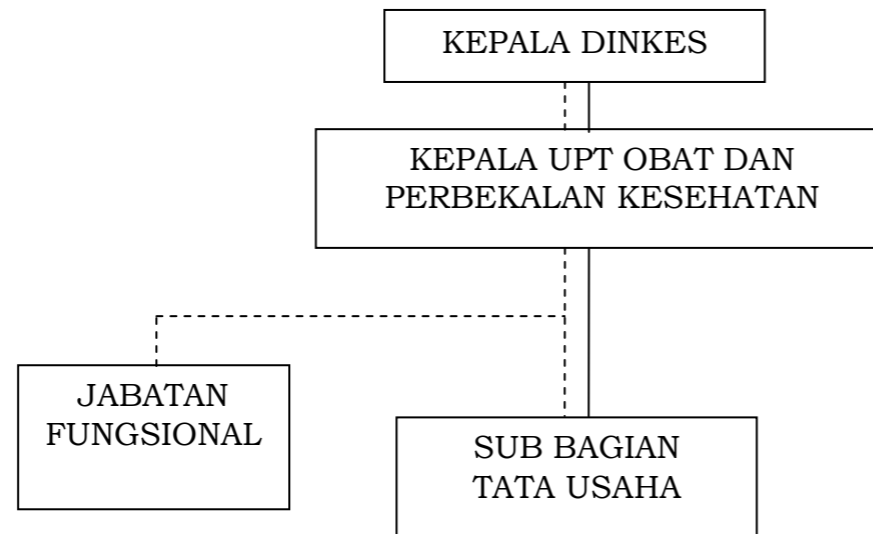 KEPALA DINKES
KEPALA UPT OBAT DAN
PERBEKALAN KESEHATAN
JABATAN
FUNGSIONAL
SUB BAGIAN
TATA USAHA